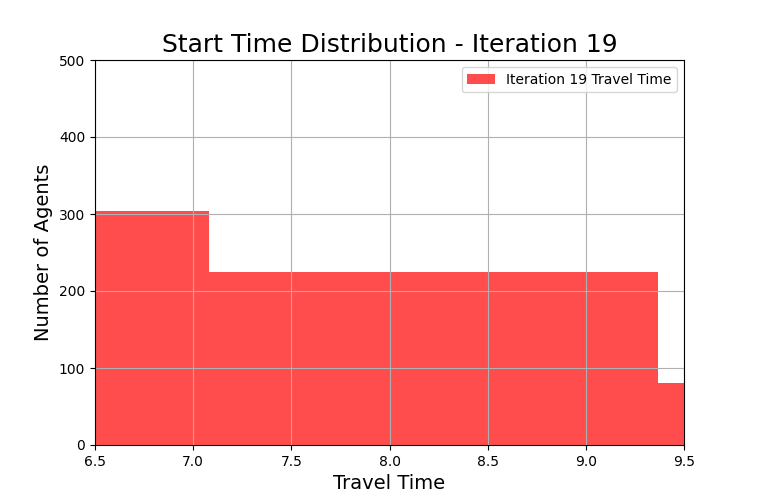 Start Time Distribution - Iteration 19
Iteration 19 Travel Time
Number of Agents
500
400
300
200
100
0
6.5 7.0 7.5 8.0 8.5 9.0 9.5
Travel Time